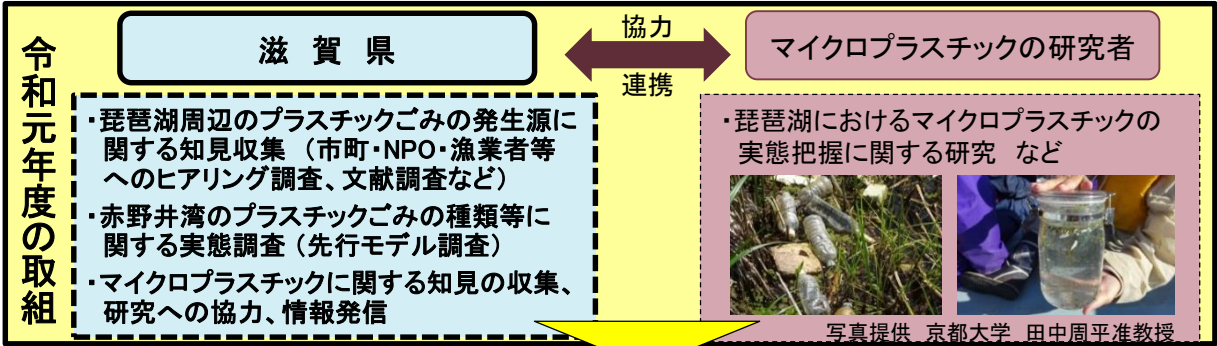 令和元年度の取組
滋賀県
協力
連携
マイクロプラスチックの研究者
・琵琶湖周辺のプラスチックごみの発生源に
関する知見収集 （市町・NPO・漁業者等
へのヒアリング調査、文献調査など）
・赤野井湾のプラスチックごみの種類等に
関する実態調査（先行モデル調査）
・マイクロプラスチックに関する知見の収集、
研究への協力、情報発信
・琵琶湖におけるマイクロプラスチックの
実態把握に関する研究 など
写真提供 京都大学 田中周平准教授